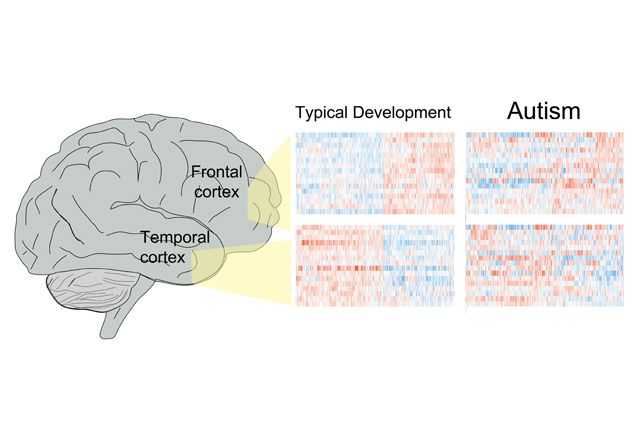 Typical Development
Autism
Frontal
cortex
Temporal
cortex